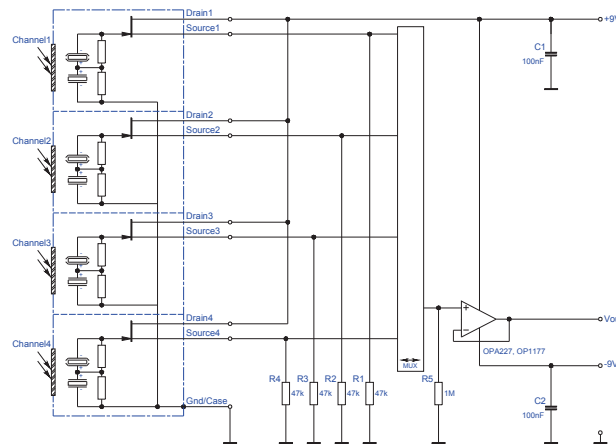 Drain1
+9V
Source1
Channel1
C1
100nF
Drain2
Source2
Channel2
Drain3
Source3
Channel3
Drain4
Source4
Channel4
OPA227, OP1177
-9V
MUX
R4
R3
R2
R1
R5
47k
47k
47k
47k
1M
Gnd/Case
C2
100nF